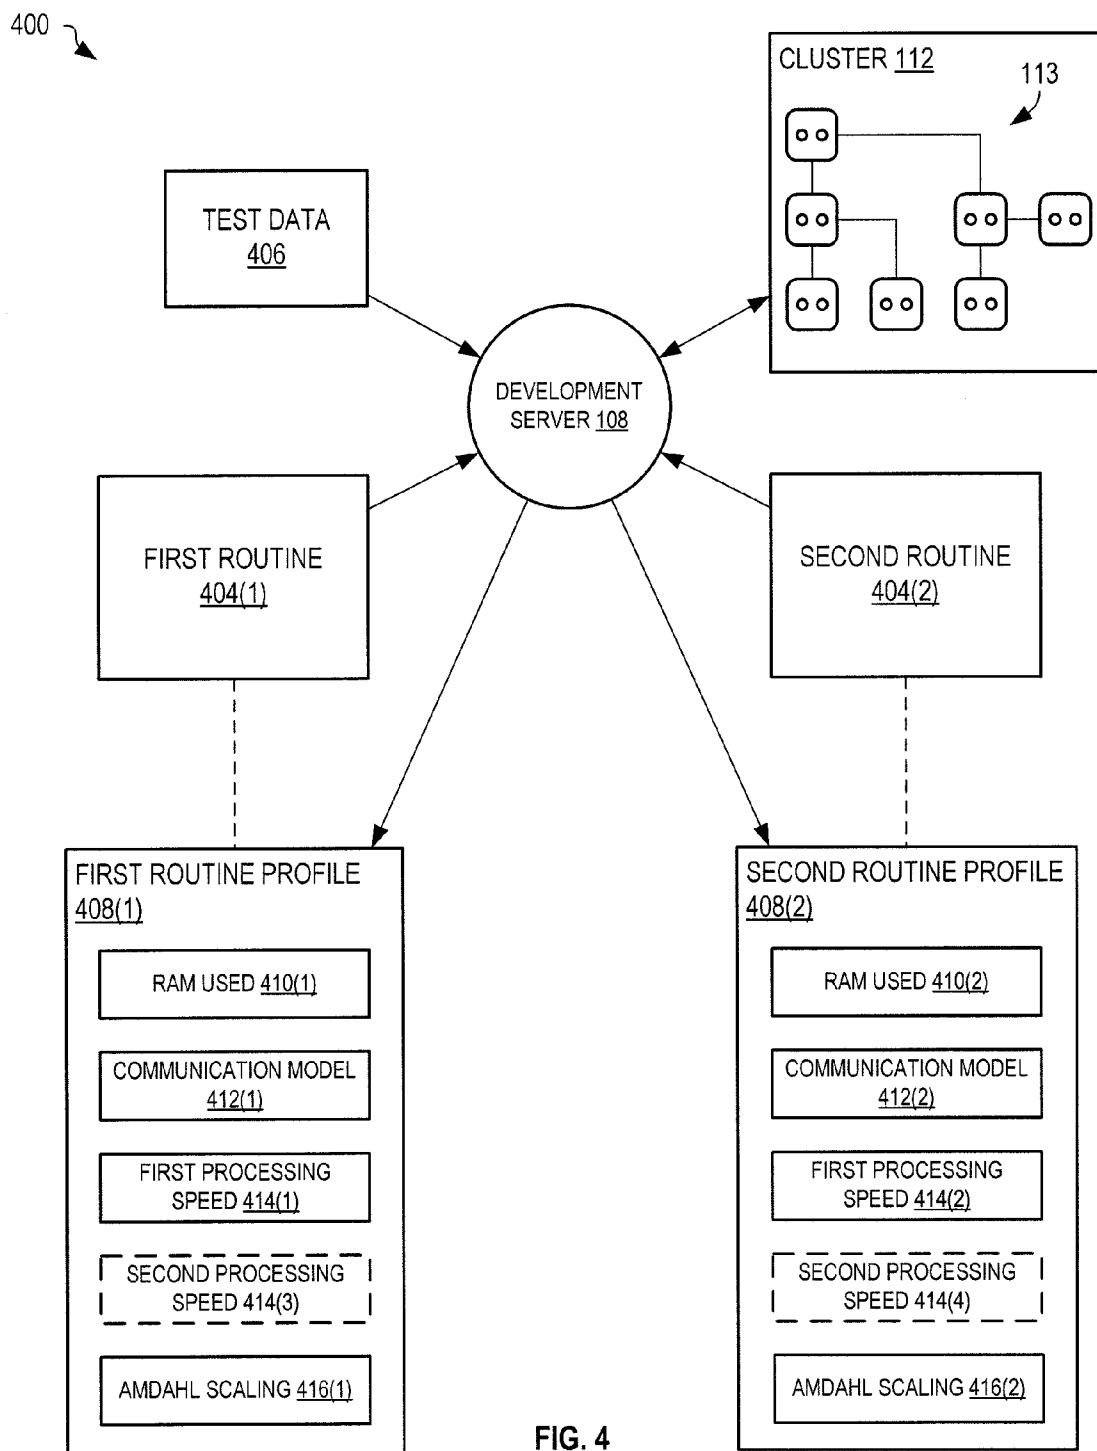 400
CLUSTER 112
113
TEST DATA
406
DEVELOPMENT
SERVER 108
FIRST ROUTINE
404(1)
SECOND ROUTINE
404(2)
FIRST ROUTINE PROFILE
408(1)
RAM USED 410(1)
COMMUNICATION MODEL
412(1)
FIRST PROCESSING
SPEED 414(1)
SECOND PROCESSING
SPEED 414(3)
AMDAHL SCALING 416(1)
SECOND ROUTINE PROFILE
408(2)
RAM USED 410(2)
COMMUNICATION MODEL
412(2)
FIRST PROCESSING
SPEED 414(2)
SECOND PROCESSING
SPEED 414(4)
AMDAHL SCALING 416(2)
FIG. 4